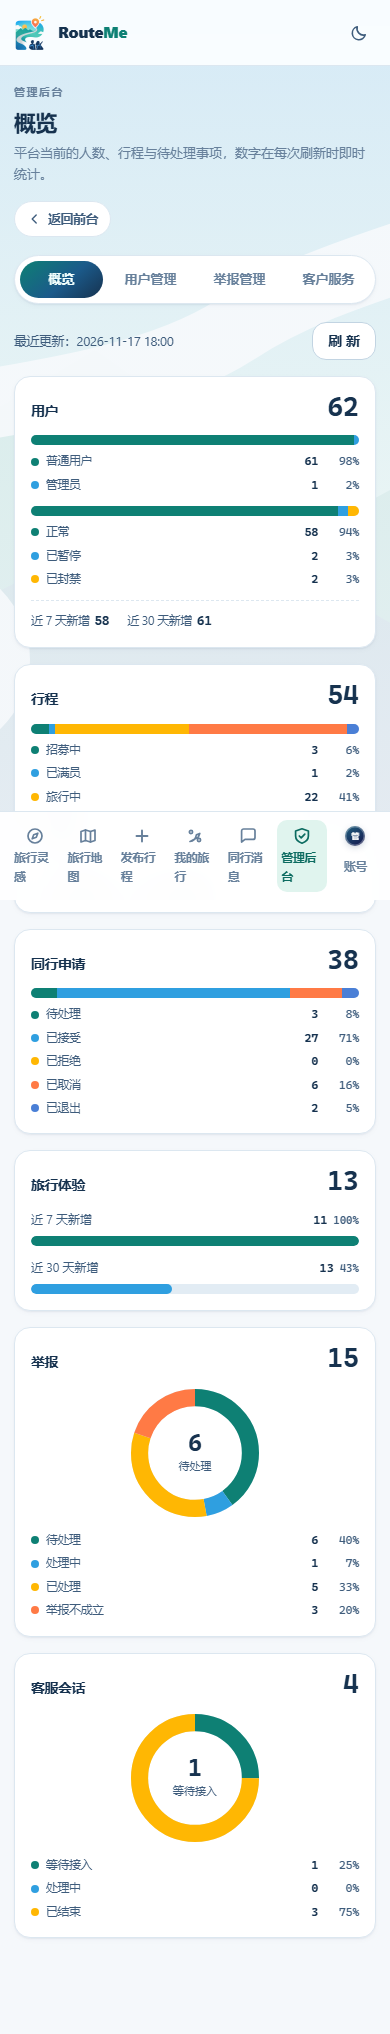 RouteMe
管理后台
概览
平台当前的人数、行程与待处理事项，数字在每次刷新时即时
统计。
返回前台
概览 用户管理 举报管理 客户服务
最近更新：2026-11-17 18:00 刷 新
用户 62
普通用户 61 98%
管理员 1 2%
正常 58 94%
已暂停 2 3%
已封禁 2 3%
近 7 天新增 58 近 30 天新增 61
行程 54
招募中 3 6%
已满员 1 2%
旅行中 22 41%
旅行灵感 旅行地图 发布行程 我的旅行 同行消息 管理后台 管 账号
同行申请 38
待处理 3 8%
已接受 27 71%
已拒绝 0 0%
已取消 6 16%
已退出 2 5%
旅行体验 13
近 7 天新增 11 100%
近 30 天新增 13 43%
举报 15
6
待处理
待处理 6 40%
处理中 1 7%
已处理 5 33%
举报不成立 3 20%
客服会话 4
1
等待接入
等待接入 1 25%
处理中 0 0%
已结束 3 75%